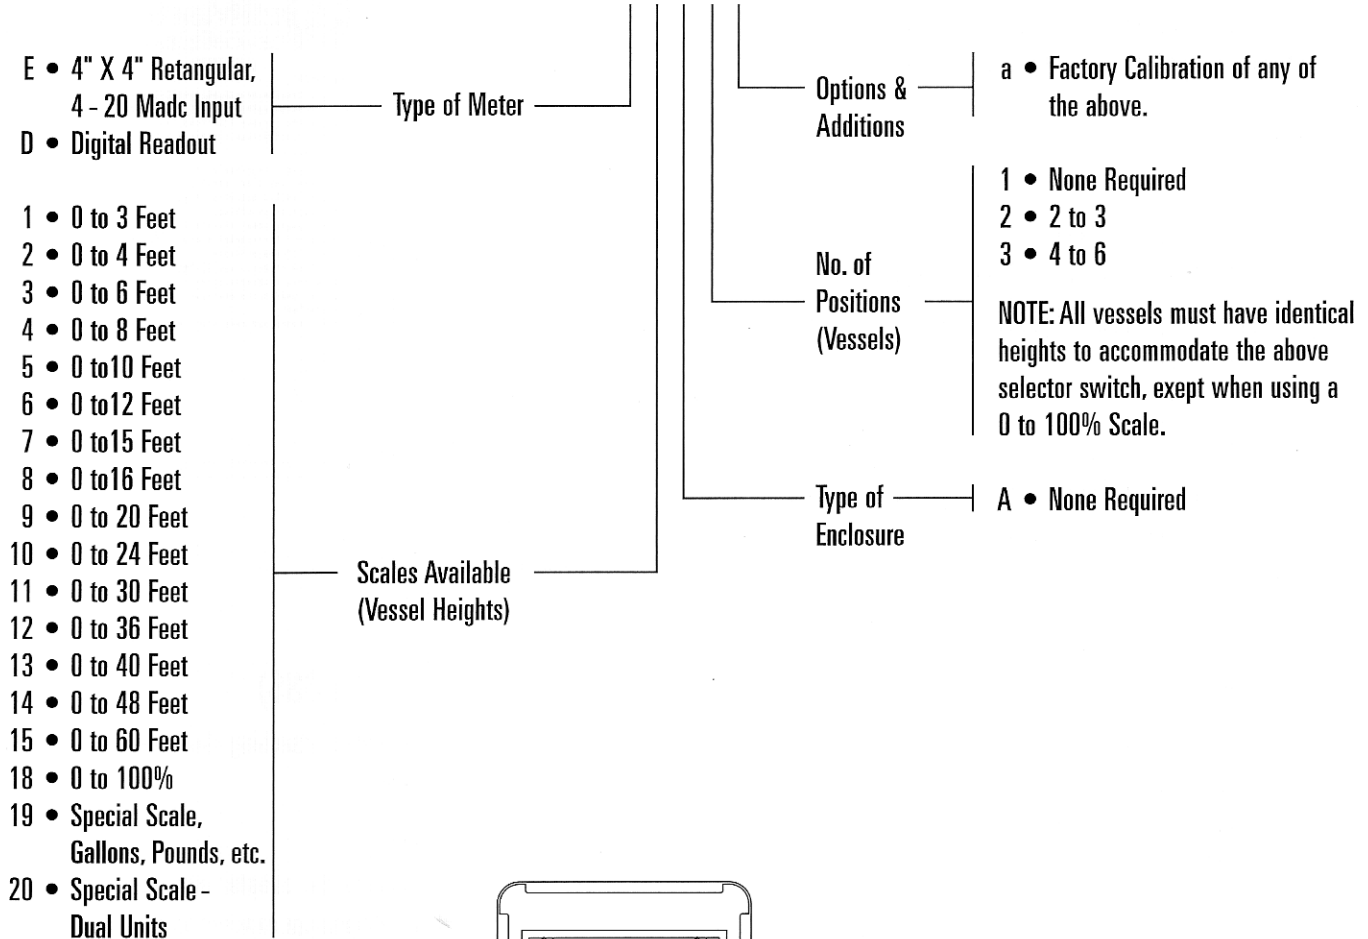 E • 4" X 4" Retangular,
4 - 20 Madc Input
D • Digital Readout
Type of Meter
1 • 0 to 3 Feet
2 • 0 to 4 Feet
3 • 0 to 6 Feet
4 • 0 to 8 Feet
5 • 0 to10 Feet
6 • 0 to12 Feet
7 • 0 to15 Feet
8 • 0 to16 Feet
9 • 0 to 20 Feet
10 • 0 to 24 Feet
11 • 0 to 30 Feet
12 • 0 to 36 Feet
13 • 0 to 40 Feet
14 • 0 to 48 Feet
15 • 0 to 60 Feet
18 • 0 to 100%
19 • Special Scale,
Gallons, Pounds, etc.
20 • Special Scale -
Dual Units
Scales Available
(Vessel Heights)
Options &
Additions
a • Factory Calibration of any of
the above.
No. of
Positions
(Vessels)
1 • None Required
2 • 2 to 3
3 • 4 to 6
NOTE: All vessels must have identical
heights to accommodate the above
selector switch, exept when using a
0 to 100% Scale.
Type of
Enclosure
A • None Required